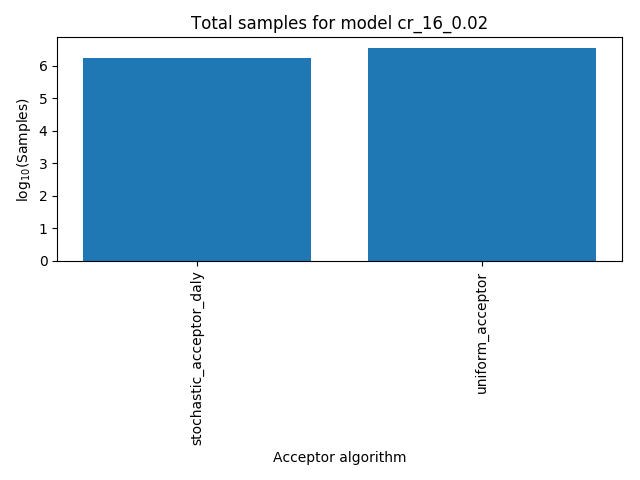 Total samples for model cr_16_0.02
log10(Samples)
6
5
4
3
2
1
0
stochastic_acceptor_daly
uniform_acceptor
Acceptor algorithm